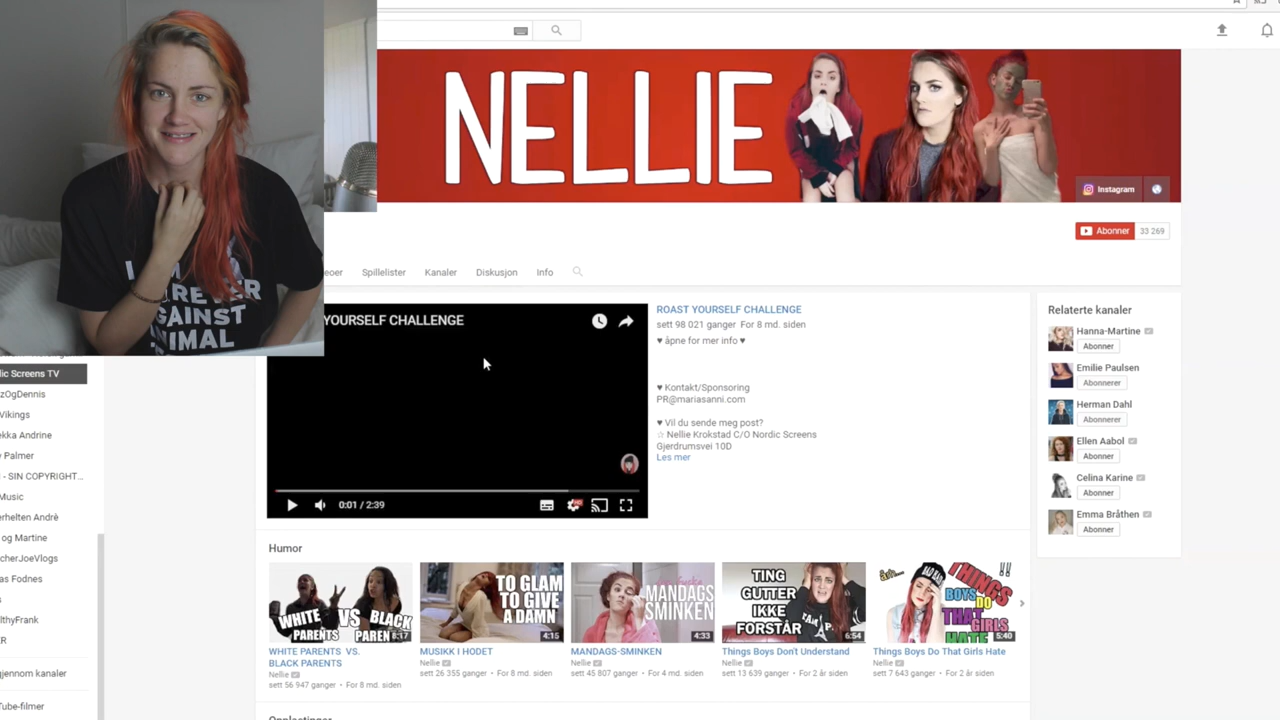 NELLIE
Instagram
Abonner 33 269
eoer Spillelister Kanaler Diskusjon Info
YOURSELF CHALLENGE
0:01 / 2:39
ROAST YOURSELF CHALLENGE
sett 98 021 ganger For 8 md. siden
♥ åpne for mer info ♥
♥ Kontakt/Sponsoring
PR@mariasanni.com
♥ Vil du sende meg post?
☆ Nellie Krokstad C/O Nordic Screens
Gjerdrumsvei 10D
Les mer
Relaterte kanaler
Hanna-Martine
Abonner
Emilie Paulsen
Abonnerer
Herman Dahl
Abonnerer
Ellen Aabol
Abonner
Celina Karine
Abonner
Emma Bråthen
Abonner
AGAINST
ANIMAL
lic Screens TV
zOgDennis
Vikings
ekka Andrine
y Palmer
- SIN COPYRIGHT...
Music
erhelten Andrè
og Martine
cherJoeVlogs
as Fodnes
lthyFrank
ER
gjennom kanaler
Tube-filmer
Humor
WHITE PARENTS VS BLACK PAREN
8:17
WHITE PARENTS VS.
BLACK PARENTS
Nellie
sett 56 947 ganger • For 8 md. siden
TO GLAM
TO GIVE
A DAMN
4:15
MUSIKK I HODET
Nellie
sett 26 355 ganger • For 8 md. siden
MANDAGS
SMINKEN
4:33
MANDAGS-SMINKEN
Nellie
sett 45 807 ganger • For 4 md. siden
TING
GUTTER
IKKE
FORSTÅR
6:54
Things Boys Don't Understand
Nellie
sett 13 639 ganger • For 2 år siden
THINGS !!
BOYS DO
THAT
GIRLS
HATE
5:40
Things Boys Do That Girls Hate
Nellie
sett 7 643 ganger • For 2 år siden